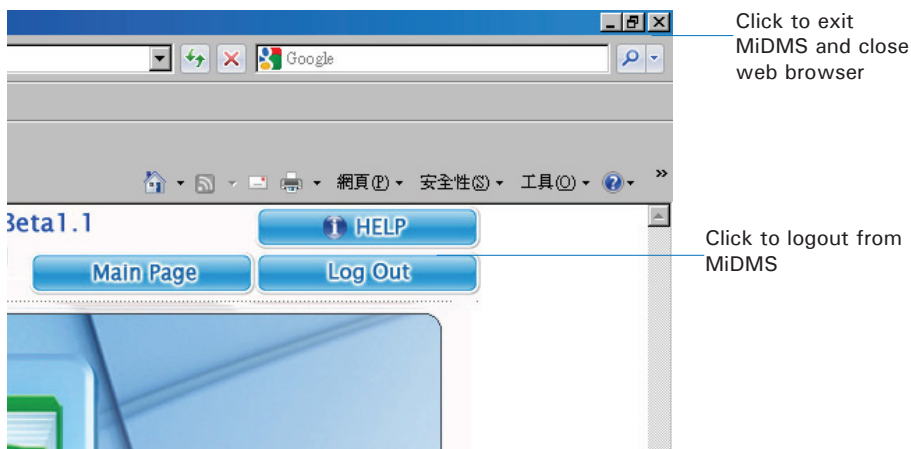 Click to exit
MiDMS and close
web browser
Google
網頁(P)
安全性(S)
工具(O)
»
Beta1.1
HELP
Main Page
Log Out
Click to logout from
MiDMS